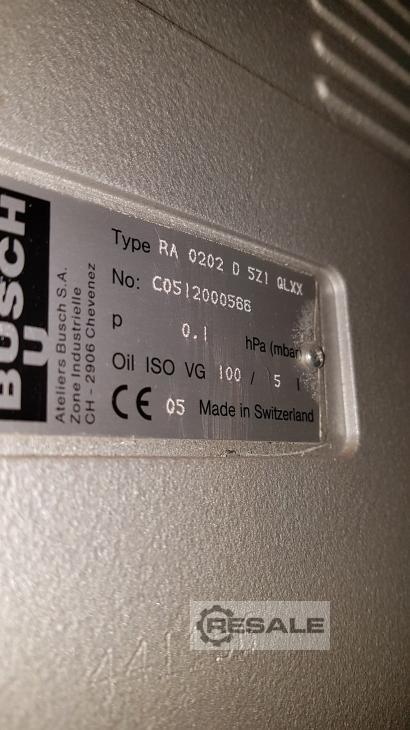 BUSCH
Ateliers Busch S.A.
Zone Industrielle
CH - 2906 Chevenez
Type RA 0202 D 5Z1 QLXX
No: C0512000566
p 0.1 hPa (mbar)
Oil ISO VG 100 / 5 l
CE 05 Made in Switzerland
RESALE